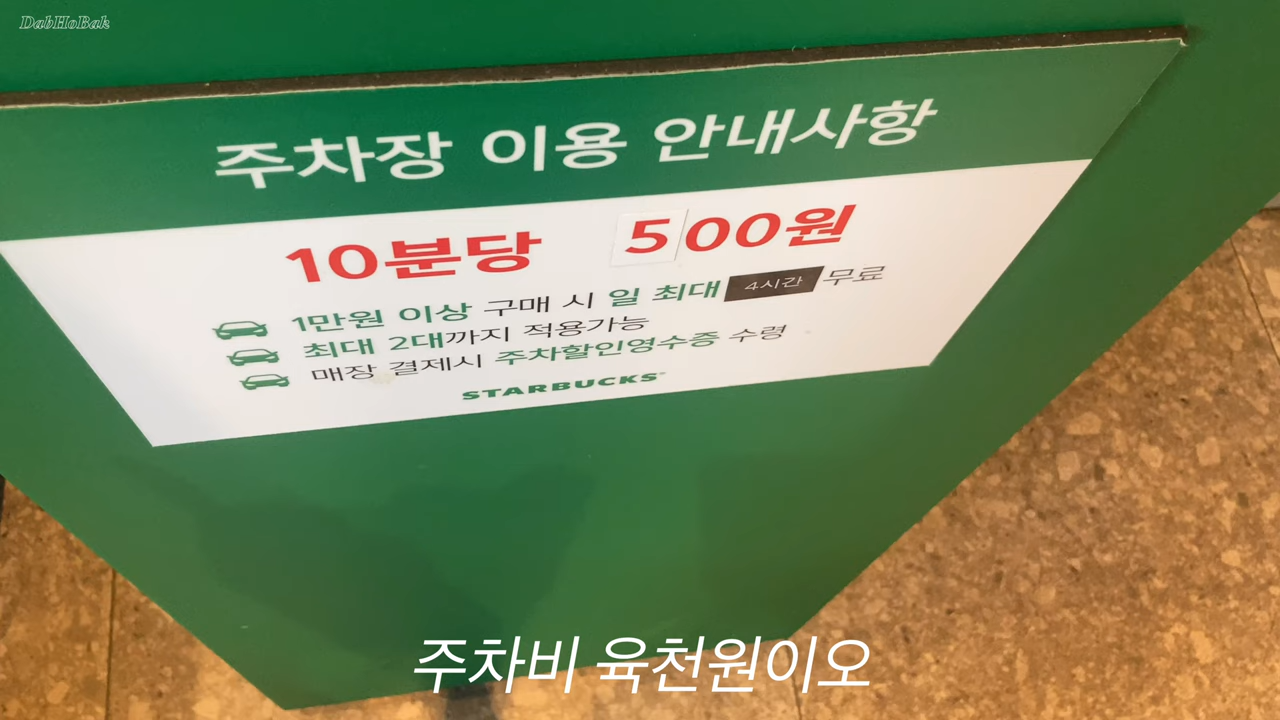 DabHoBak
주차장 이용 안내사항
10분당 500원
1만원 이상 구매 시 일 최대 4시간 무료
최대 2대까지 적용가능
매장 결제시 주차할인영수증 수령
STARBUCKS
주차비 육천원이오